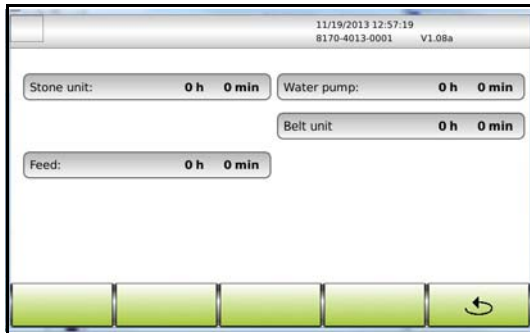 11/19/2013 12:57:19
8170-4013-0001 V1.08a
Stone unit: 0 h 0 min
Water pump: 0 h 0 min
Belt unit 0 h 0 min
Feed: 0 h 0 min